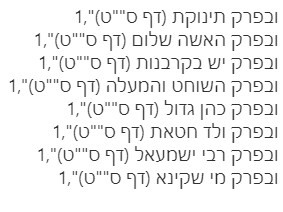 ובפרק תינוקת (דף ס""ט)",1
ובפרק האשה שלום (דף ס""ט)",1
ובפרק יש בקרבנות (דף ס""ט)",1
ובפרק השוחט והמעלה (דף ס""ט)",1
ובפרק כהן גדול (דף ס""ט)",1
ובפרק ולד חטאת (דף ס""ט)",1
ובפרק רבי ישמעאל (דף ס""ט)",1
ובפרק מי שקינא (דף ס""ט)",1